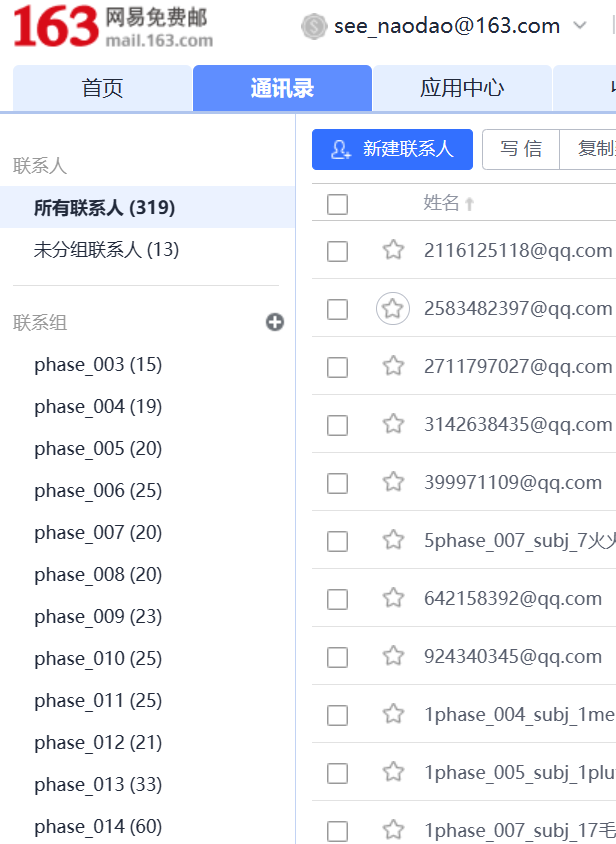 163 网易免费邮
mail.163.com
see_naodao@163.com
首页
通讯录
应用中心
联系人
所有联系人 (319)
未分组联系人 (13)
联系组
phase_003 (15)
phase_004 (19)
phase_005 (20)
phase_006 (25)
phase_007 (20)
phase_008 (20)
phase_009 (23)
phase_010 (25)
phase_011 (25)
phase_012 (21)
phase_013 (33)
phase_014 (60)
新建联系人
写 信
复制
姓名
2116125118@qq.com
2583482397@qq.com
2711797027@qq.com
3142638435@qq.com
399971109@qq.com
5phase_007_subj_7火
642158392@qq.com
924340345@qq.com
1phase_004_subj_1me
1phase_005_subj_1plu
1phase_007_subj_17毛